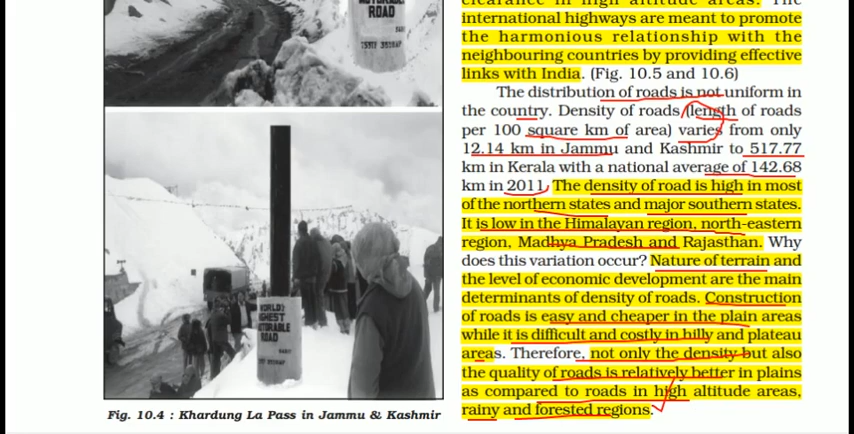 MOTORABLE
ROAD
WORLD'S
HIGHEST
MOTORABLE
ROAD
Fig. 10.4 : Khardung La Pass in Jammu & Kashmir
clearance in high altitude areas. The
international highways are meant to promote
the harmonious relationship with the
neighbouring countries by providing effective
links with India. (Fig. 10.5 and 10.6)
The distribution of roads is not uniform in
the country. Density of roads (length of roads
per 100 square km of area) varies from only
12.14 km in Jammu and Kashmir to 517.77
km in Kerala with a national average of 142.68
km in 2011. The density of road is high in most
of the northern states and major southern states.
It is low in the Himalayan region, north-eastern
region, Madhya Pradesh and Rajasthan. Why
does this variation occur? Nature of terrain and
the level of economic development are the main
determinants of density of roads. Construction
of roads is easy and cheaper in the plain areas
while it is difficult and costly in hilly and plateau
areas. Therefore, not only the density but also
the quality of roads is relatively better in plains
as compared to roads in high altitude areas,
rainy and forested regions.